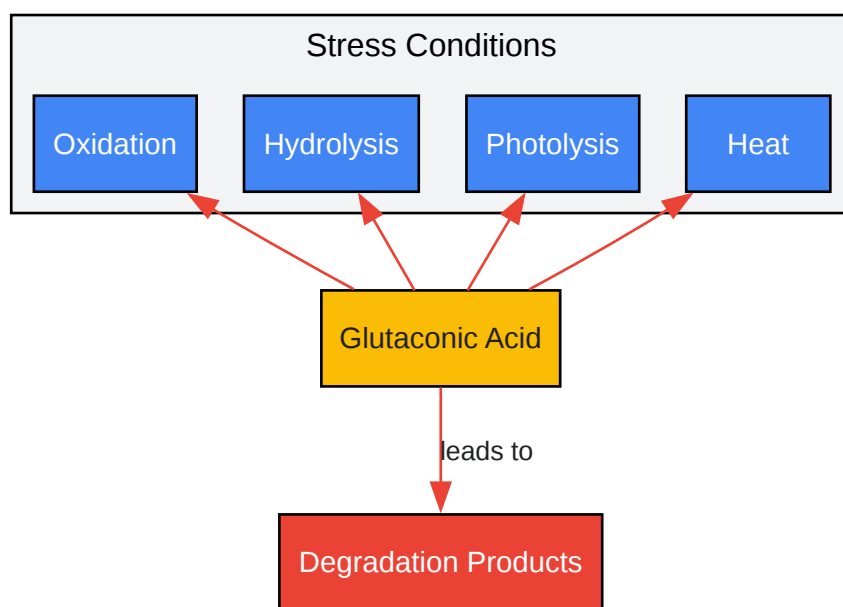 Stress Conditions
Oxidation
Hydrolysis
Photolysis
Heat
Glutaconic Acid
leads to
Degradation Products